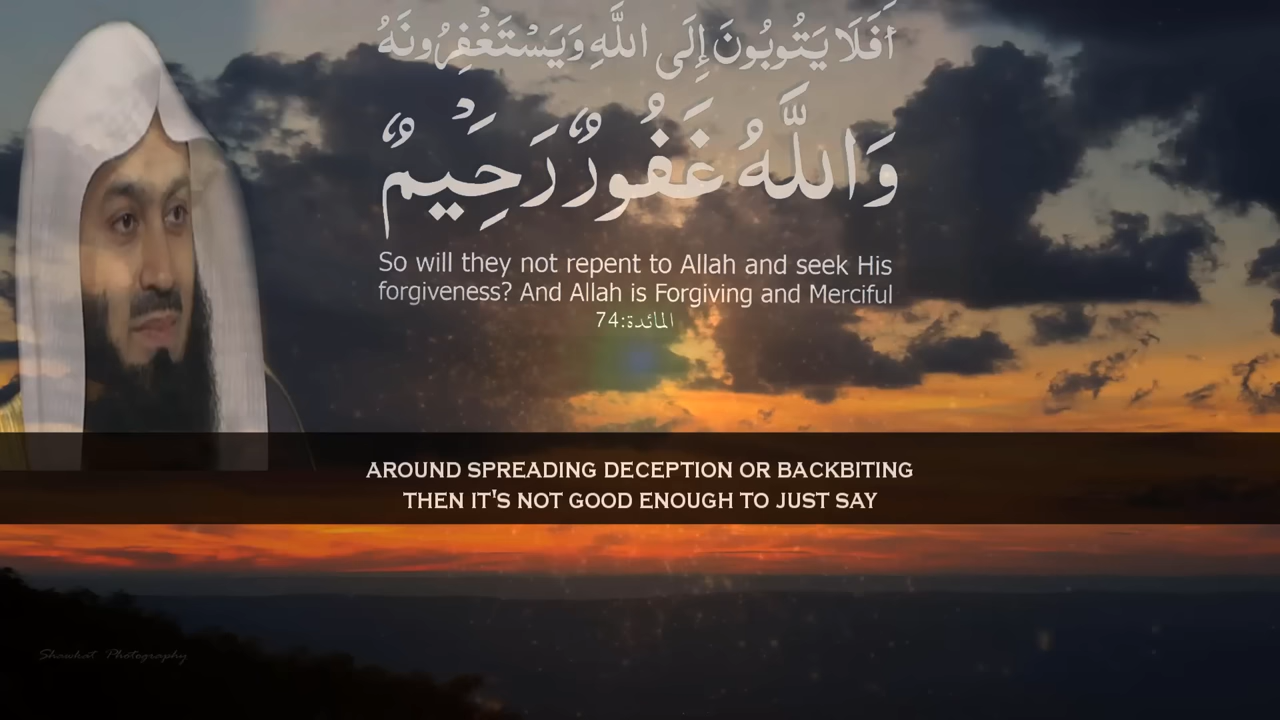 أَفَلَا يَتُوبُونَ إِلَى اللَّهِ وَيَسْتَغْفِرُونَهُ
وَاللَّهُ غَفُورٌ رَحِيمٌ
So will they not repent to Allah and seek His
forgiveness? And Allah is Forgiving and Merciful
المائدة:74
AROUND SPREADING DECEPTION OR BACKBITING
THEN IT'S NOT GOOD ENOUGH TO JUST SAY
Shawkat Photography